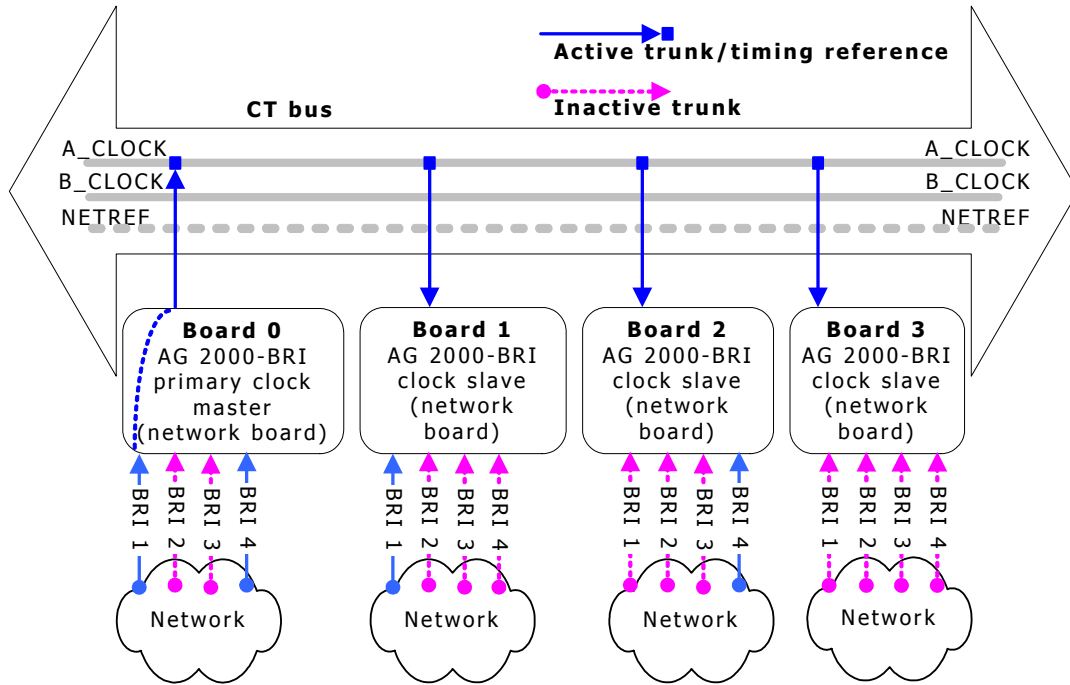 Active trunk/timing reference
Inactive trunk
CT bus
A_CLOCK
A_CLOCK
B_CLOCK
B_CLOCK
NETREF
NETREF
Board 0
AG 2000-BRI
primary clock
master
(network board)
Board 1
AG 2000-BRI
clock slave
(network
board)
Board 2
AG 2000-BRI
clock slave
(network
board)
Board 3
AG 2000-BRI
clock slave
(network
board)
BRI 1
BRI 2
BRI 3
BRI 4
BRI 1
BRI 2
BRI 3
BRI 4
BRI 1
BRI 2
BRI 3
BRI 4
BRI 1
BRI 2
BRI 3
BRI 4
Network
Network
Network
Network